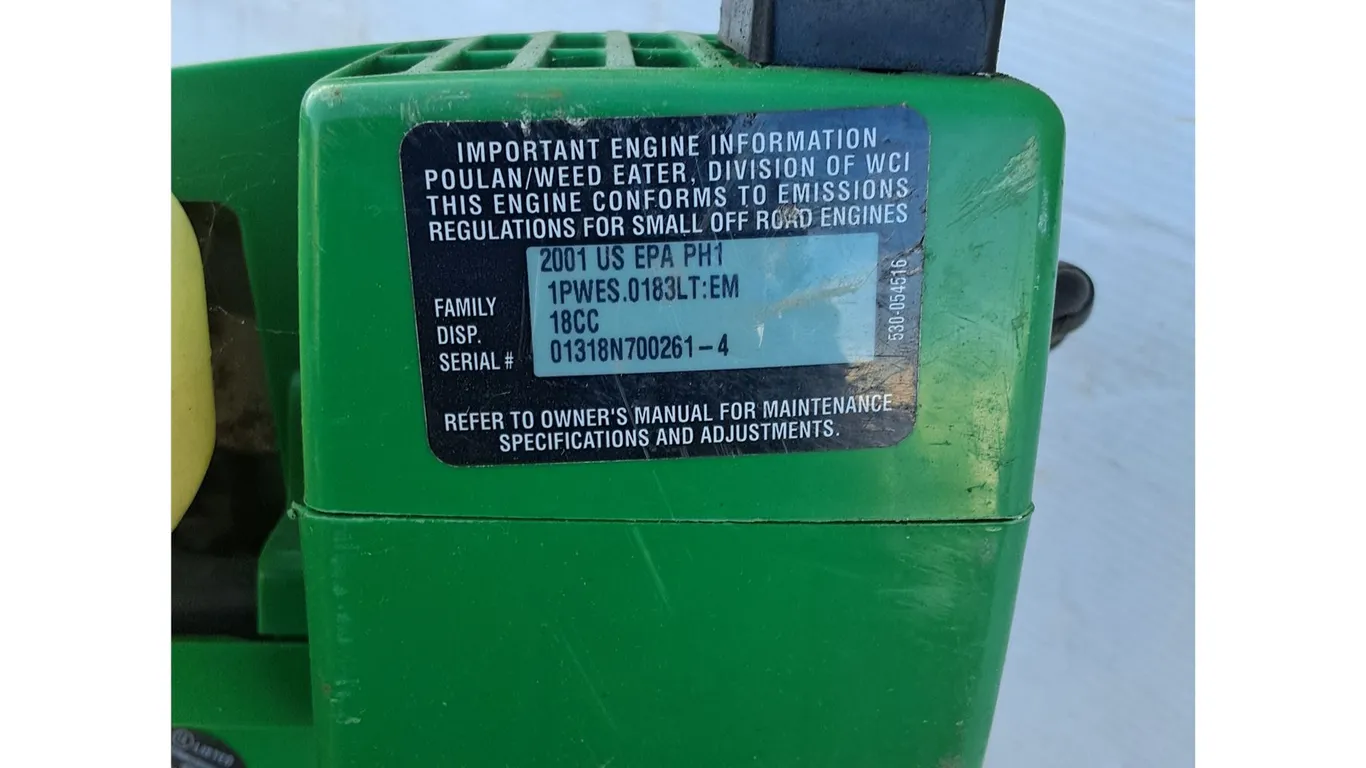 IMPORTANT ENGINE INFORMATION
POULAN/WEED EATER, DIVISION OF WCI
THIS ENGINE CONFORMS TO EMISSIONS
REGULATIONS FOR SMALL OFF ROAD ENGINES
2001 US EPA PH1
FAMILY 1PWES.0183LT:EM
DISP. 18CC
SERIAL # 01318N700261-4
530-054516
REFER TO OWNER'S MANUAL FOR MAINTENANCE
SPECIFICATIONS AND ADJUSTMENTS.
LISTED